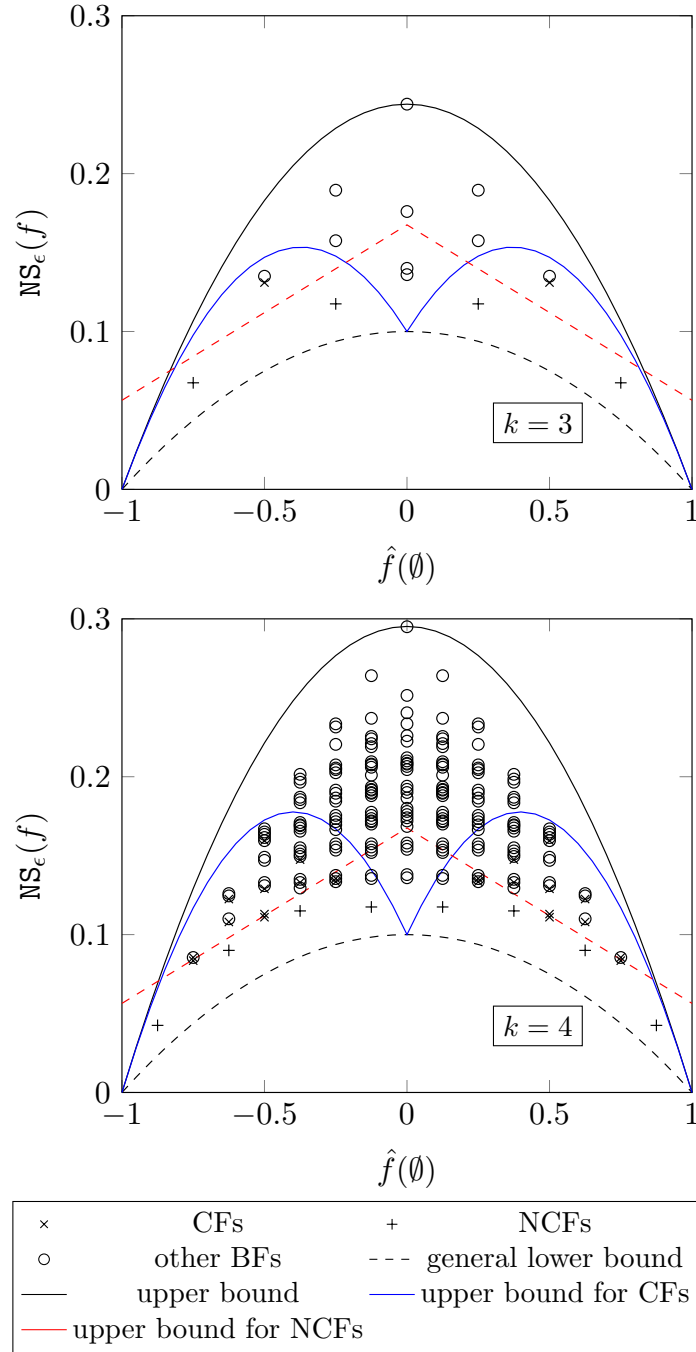 0.3
0.2
0.1
0
NS_ϵ(f)
k = 3
−1 −0.5 0 0.5 1
f̂(∅)
0.3
0.2
0.1
0
NS_ϵ(f)
k = 4
−1 −0.5 0 0.5 1
f̂(∅)
CFs NCFs
other BFs general lower bound
upper bound upper bound for CFs
upper bound for NCFs